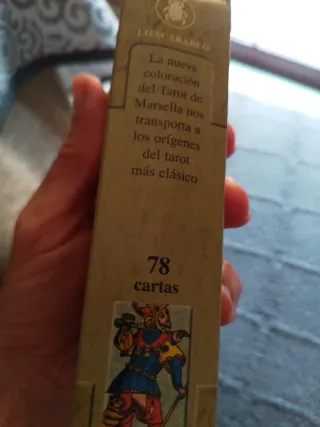 LO SCARABEO
La nueva
coloración
del Tarot de
Marsella nos
transporta a
los orígenes
del tarot
más clásico
78
cartas